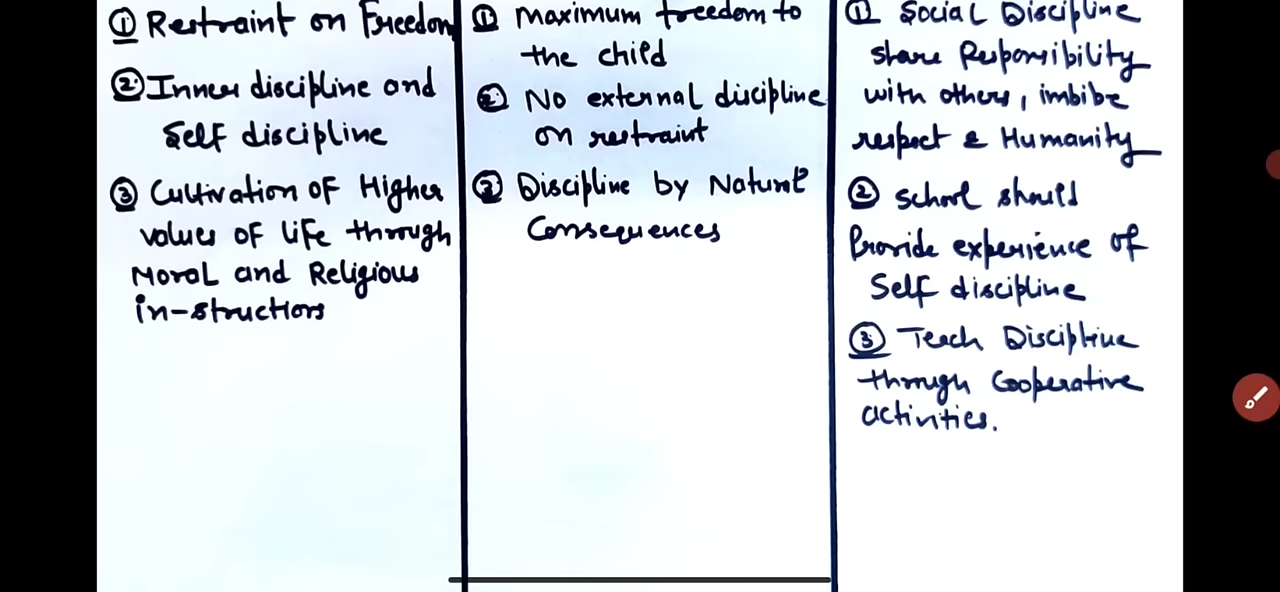 ① Restraint on Freedom
② Inner discipline and
Self discipline
③ Cultivation of Higher
values of life through
Moral and Religious
in-structions
① Maximum freedom to
the child
② No external discipline
or restraint
③ Discipline by Natural
Consequences
① Social Discipline
share Responsibility
with others, imbibe
respect & Humanity
② School should
Provide experience of
Self discipline
③ Teach Discipline
through Cooperative
activities.